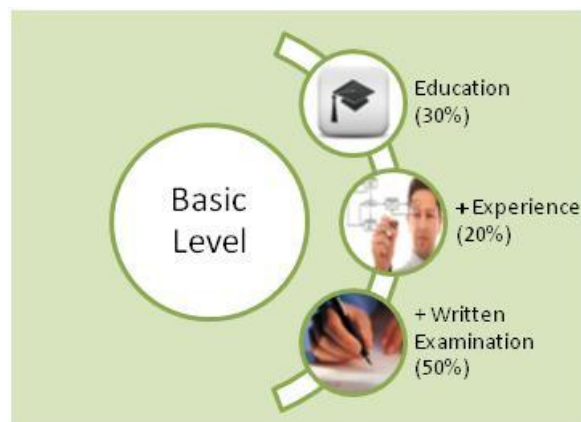 Basic
Level
Education
(30%)
+ Experience
(20%)
+ Written
Examination
(50%)